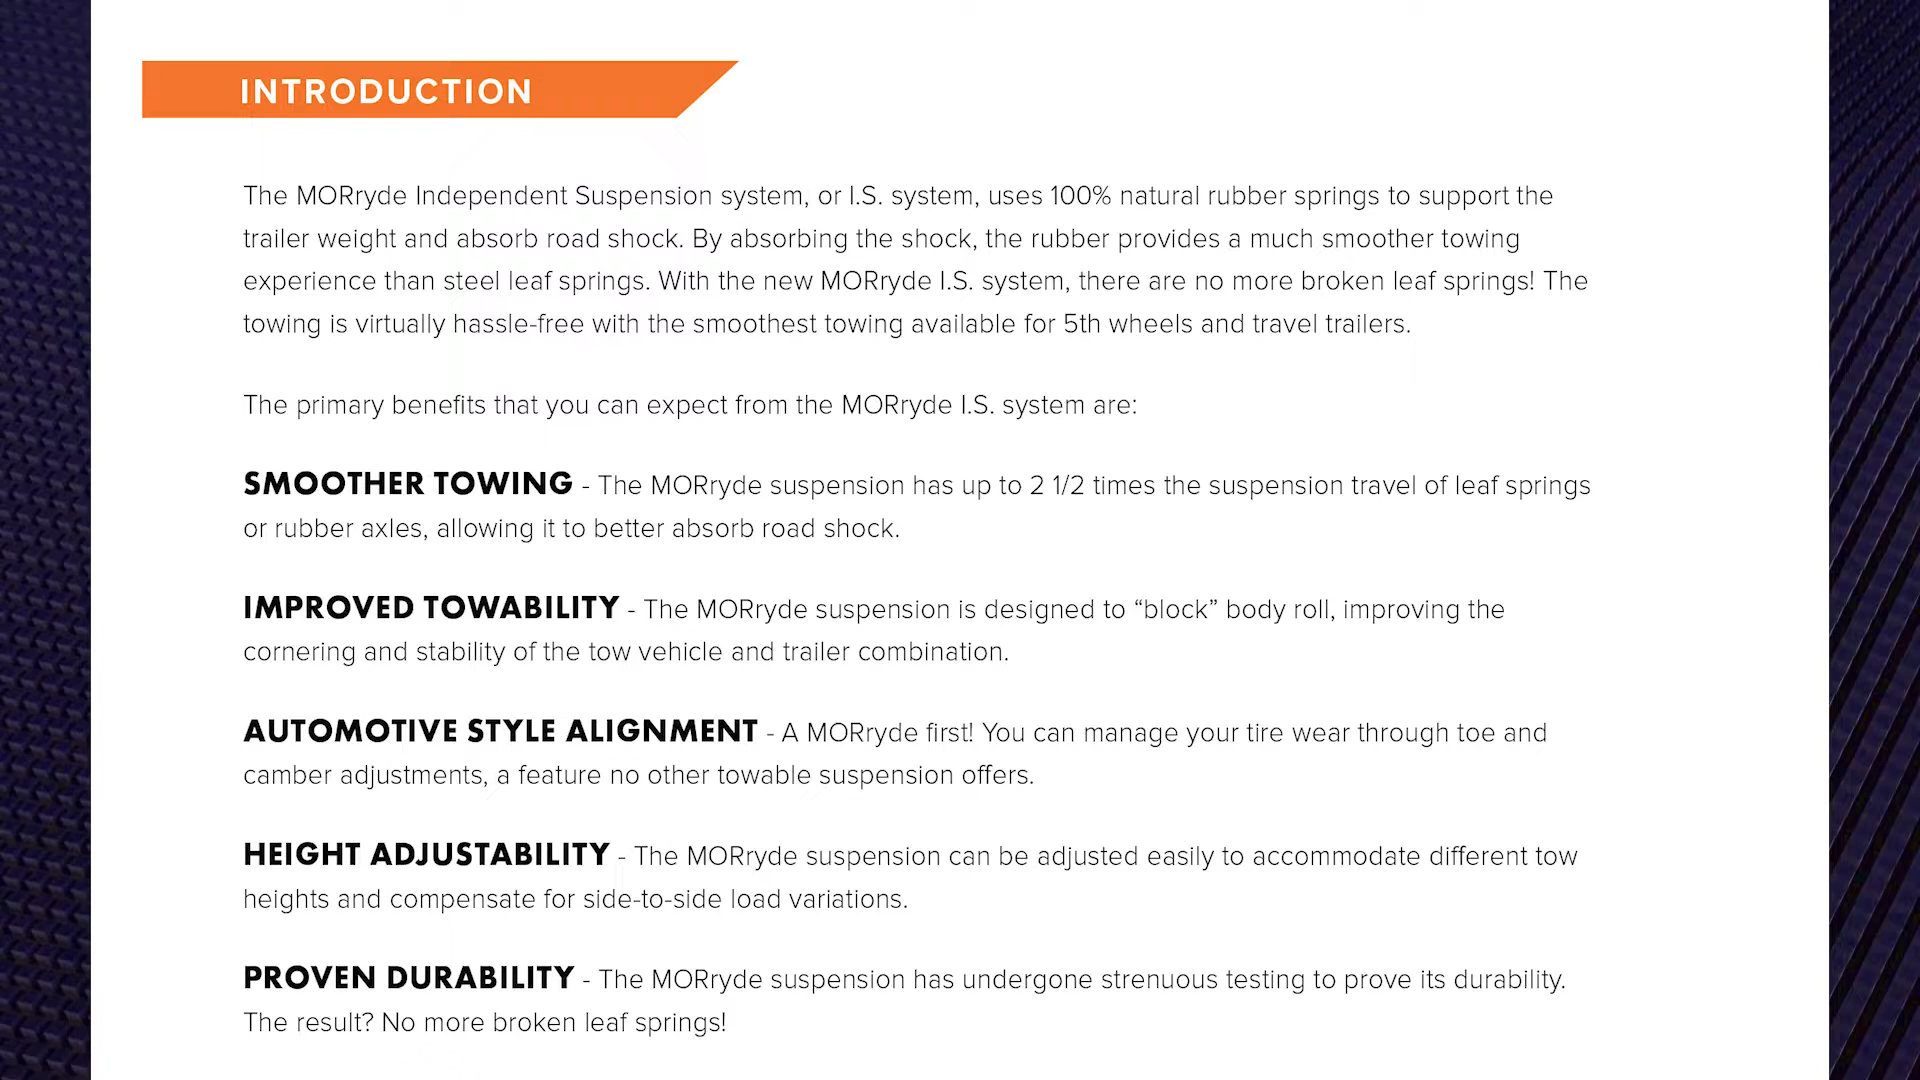 INTRODUCTION
The MORryde Independent Suspension system, or I.S. system, uses 100% natural rubber springs to support the
trailer weight and absorb road shock. By absorbing the shock, the rubber provides a much smoother towing
experience than steel leaf springs. With the new MORryde I.S. system, there are no more broken leaf springs! The
towing is virtually hassle-free with the smoothest towing available for 5th wheels and travel trailers.
The primary benefits that you can expect from the MORryde I.S. system are:
SMOOTHER TOWING - The MORryde suspension has up to 2 1/2 times the suspension travel of leaf springs
or rubber axles, allowing it to better absorb road shock.
IMPROVED TOWABILITY - The MORryde suspension is designed to “block” body roll, improving the
cornering and stability of the tow vehicle and trailer combination.
AUTOMOTIVE STYLE ALIGNMENT - A MORryde first! You can manage your tire wear through toe and
camber adjustments, a feature no other towable suspension offers.
HEIGHT ADJUSTABILITY - The MORryde suspension can be adjusted easily to accommodate different tow
heights and compensate for side-to-side load variations.
PROVEN DURABILITY - The MORryde suspension has undergone strenuous testing to prove its durability.
The result? No more broken leaf springs!